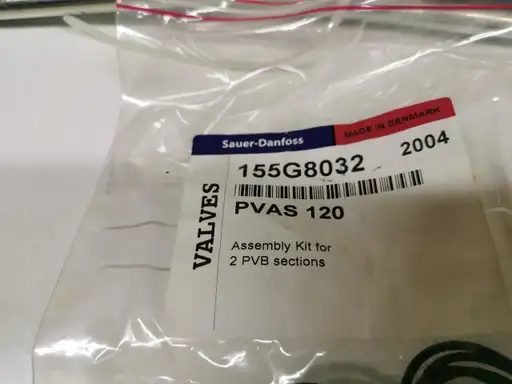 Sauer-Danfoss
MADE IN DENMARK
155G8032 2004
VALVES
PVAS 120
Assembly Kit for
2 PVB sections